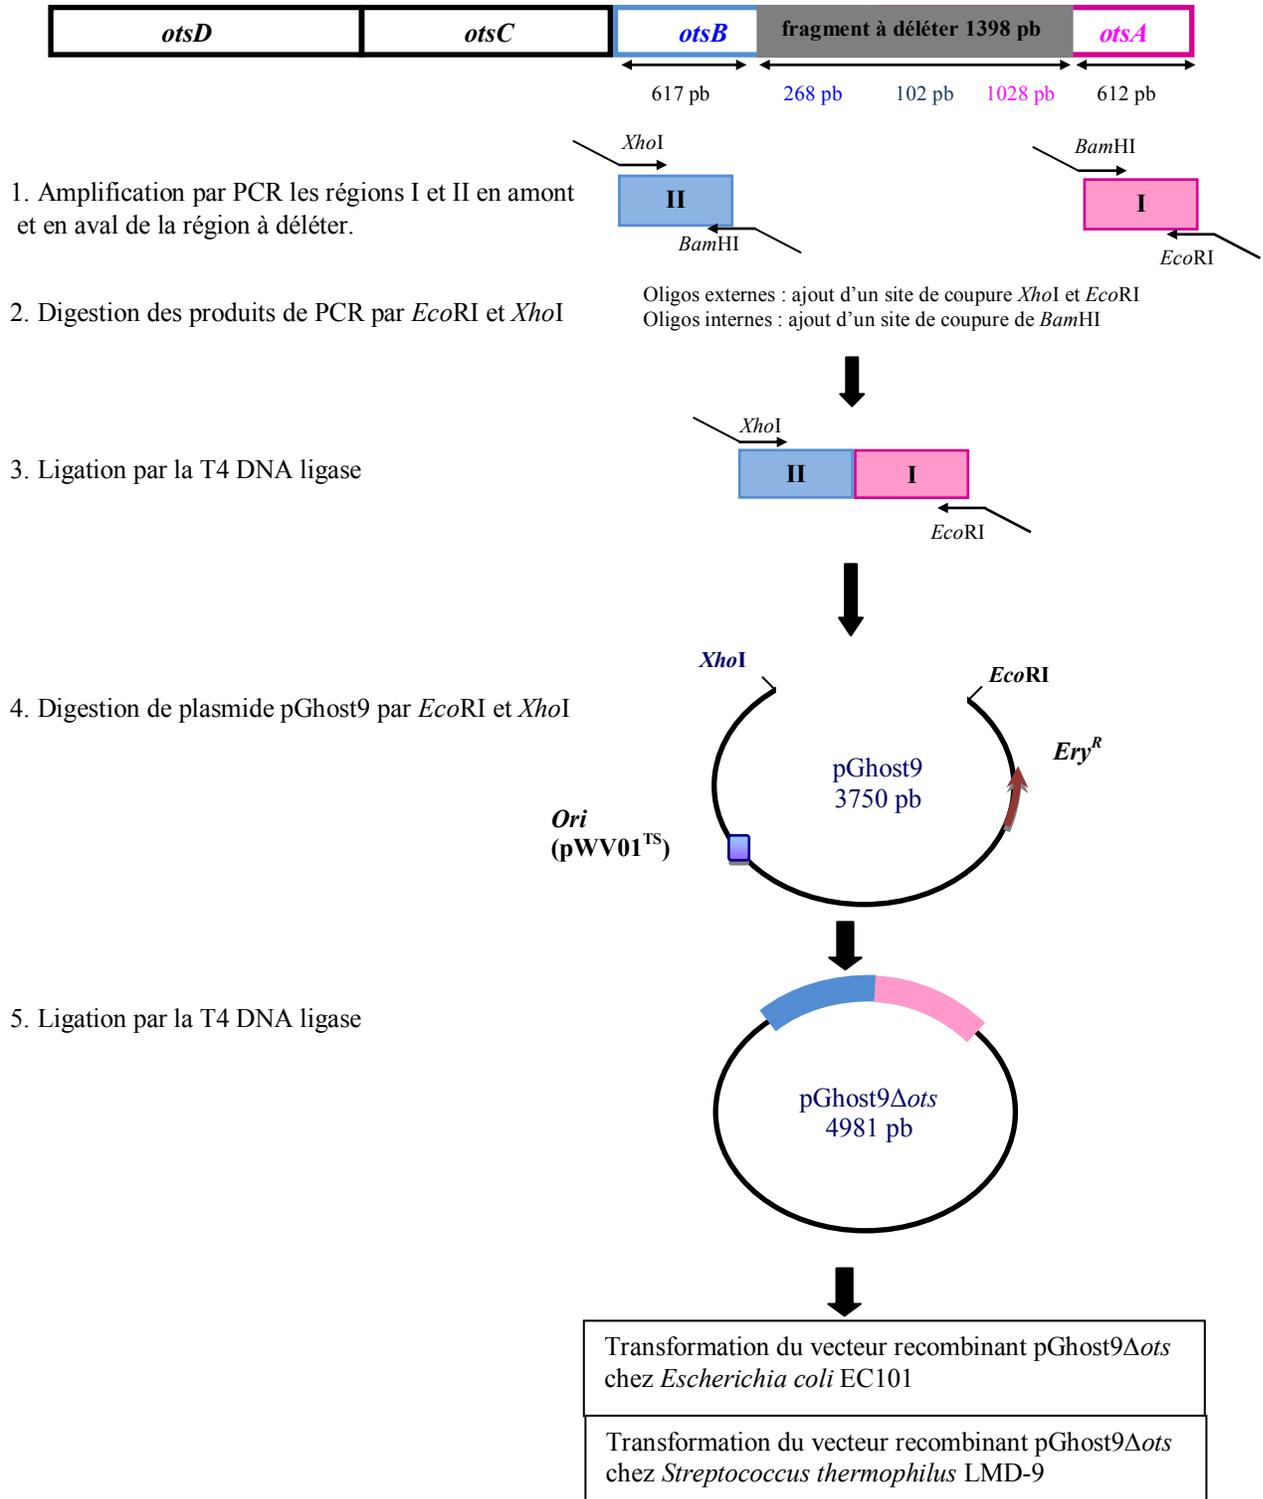 otsD otsC otsB fragment à déléter 1398 pb otsA
617 pb 268 pb 102 pb 1028 pb 612 pb
XhoI BamHI
1. Amplification par PCR les régions I et II en amont
et en aval de la région à déléter.
II I
BamHI EcoRI
2. Digestion des produits de PCR par EcoRI et XhoI
Oligos externes : ajout d'un site de coupure XhoI et EcoRI
Oligos internes : ajout d'un site de coupure de BamHI
XhoI
3. Ligation par la T4 DNA ligase
II I
EcoRI
XhoI EcoRI
4. Digestion de plasmide pGhost9 par EcoRI et XhoI
Ery^R
pGhost9
3750 pb
Ori
(pWV01^TS)
5. Ligation par la T4 DNA ligase
pGhost9Δots
4981 pb
Transformation du vecteur recombinant pGhost9Δots
chez Escherichia coli EC101
Transformation du vecteur recombinant pGhost9Δots
chez Streptococcus thermophilus LMD-9